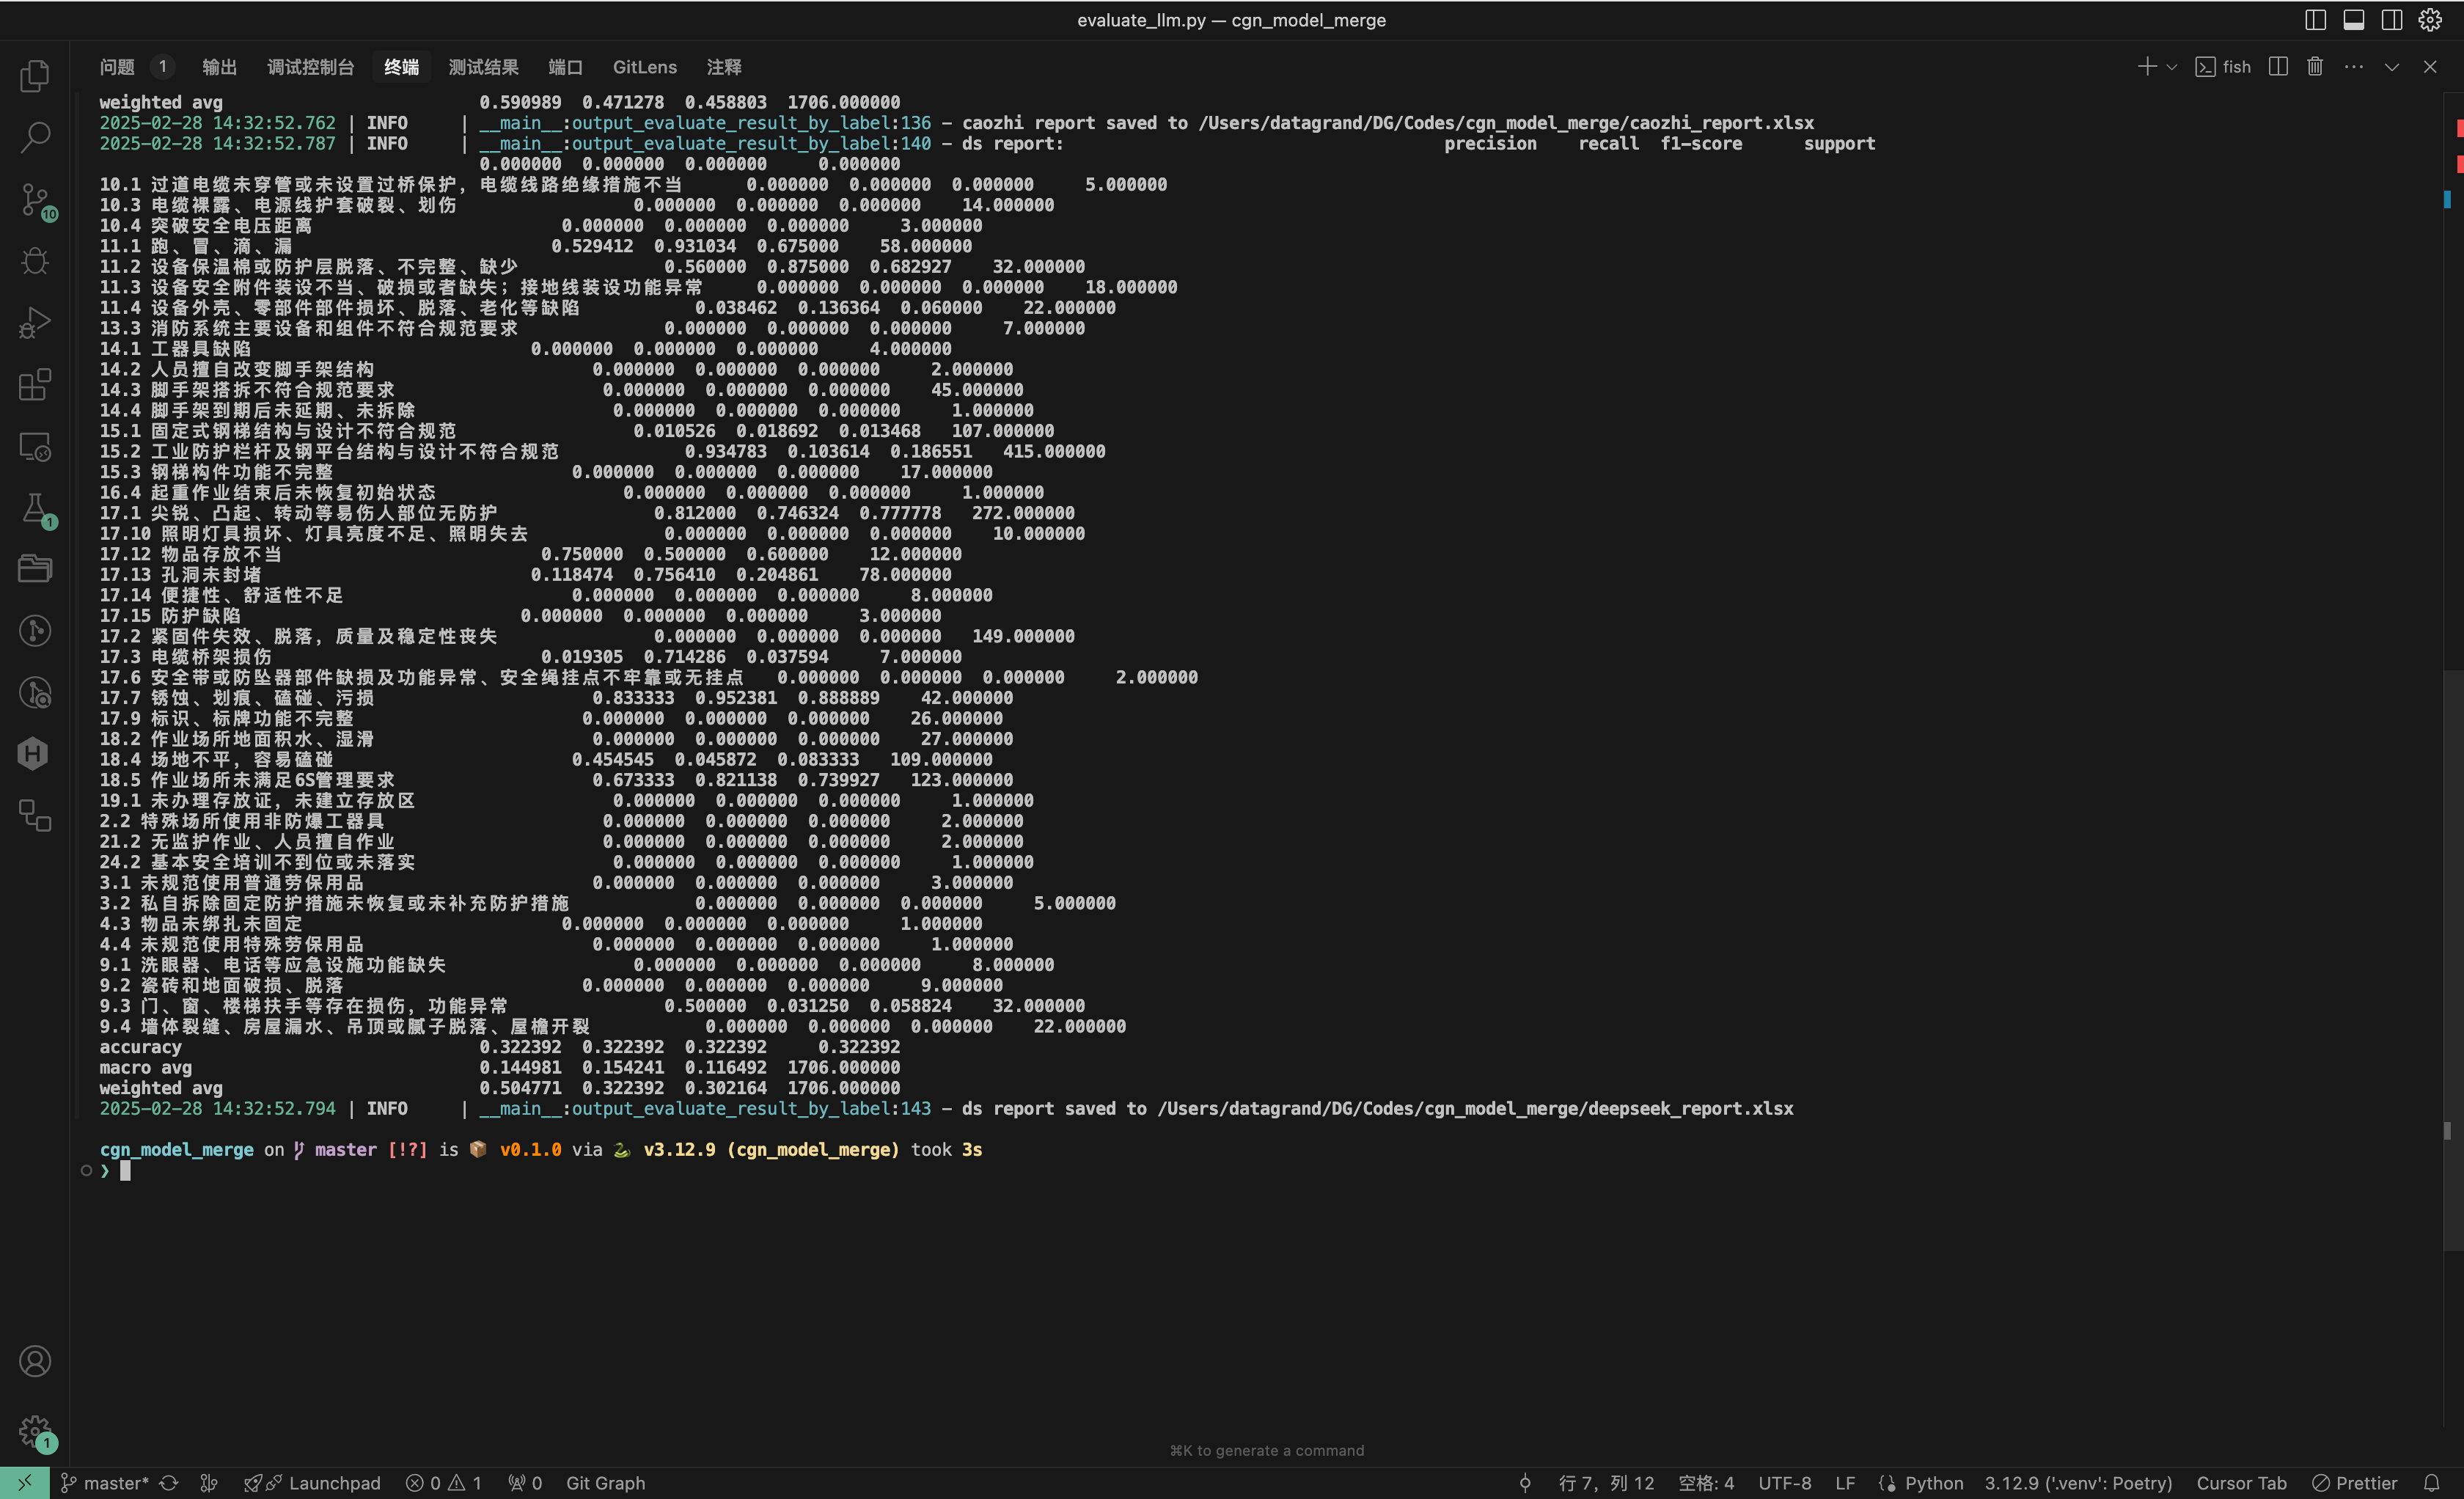 evaluate_llm.py — cgn_model_merge
问题 1 输出 调试控制台 终端 测试结果 端口 GitLens 注释 fish
weighted avg 0.590989 0.471278 0.458803 1706.000000
2025-02-28 14:32:52.762 | INFO | __main__:output_evaluate_result_by_label:136 - caozhi report saved to /Users/datagrand/DG/Codes/cgn_model_merge/caozhi_report.xlsx
2025-02-28 14:32:52.787 | INFO | __main__:output_evaluate_result_by_label:140 - ds report: precision recall f1-score support
0.000000 0.000000 0.000000 0.000000
10.1 过道电缆未穿管或未设置过桥保护，电缆线路绝缘措施不当 0.000000 0.000000 0.000000 5.000000
10.3 电缆裸露、电源线护套破裂、划伤 0.000000 0.000000 0.000000 14.000000
10.4 突破安全电压距离 0.000000 0.000000 0.000000 3.000000
11.1 跑、冒、滴、漏 0.529412 0.931034 0.675000 58.000000
11.2 设备保温棉或防护层脱落、不完整、缺少 0.560000 0.875000 0.682927 32.000000
11.3 设备安全附件装设不当、破损或者缺失；接地线装设功能异常 0.000000 0.000000 0.000000 18.000000
11.4 设备外壳、零部件部件损坏、脱落、老化等缺陷 0.038462 0.136364 0.060000 22.000000
13.3 消防系统主要设备和组件不符合规范要求 0.000000 0.000000 0.000000 7.000000
14.1 工器具缺陷 0.000000 0.000000 0.000000 4.000000
14.2 人员擅自改变脚手架结构 0.000000 0.000000 0.000000 2.000000
14.3 脚手架搭拆不符合规范要求 0.000000 0.000000 0.000000 45.000000
14.4 脚手架到期后未延期、未拆除 0.000000 0.000000 0.000000 1.000000
15.1 固定式钢梯结构与设计不符合规范 0.010526 0.018692 0.013468 107.000000
15.2 工业防护栏杆及钢平台结构与设计不符合规范 0.934783 0.103614 0.186551 415.000000
15.3 钢梯构件功能不完整 0.000000 0.000000 0.000000 17.000000
16.4 起重作业结束后未恢复初始状态 0.000000 0.000000 0.000000 1.000000
17.1 尖锐、凸起、转动等易伤人部位无防护 0.812000 0.746324 0.777778 272.000000
17.10 照明灯具损坏、灯具亮度不足、照明失去 0.000000 0.000000 0.000000 10.000000
17.12 物品存放不当 0.750000 0.500000 0.600000 12.000000
17.13 孔洞未封堵 0.118474 0.756410 0.204861 78.000000
17.14 便捷性、舒适性不足 0.000000 0.000000 0.000000 8.000000
17.15 防护缺陷 0.000000 0.000000 0.000000 3.000000
17.2 紧固件失效、脱落，质量及稳定性丧失 0.000000 0.000000 0.000000 149.000000
17.3 电缆桥架损伤 0.019305 0.714286 0.037594 7.000000
17.6 安全带或防坠器部件缺损及功能异常、安全绳挂点不牢靠或无挂点 0.000000 0.000000 0.000000 2.000000
17.7 锈蚀、划痕、磕碰、污损 0.833333 0.952381 0.888889 42.000000
17.9 标识、标牌功能不完整 0.000000 0.000000 0.000000 26.000000
18.2 作业场所地面积水、湿滑 0.000000 0.000000 0.000000 27.000000
18.4 场地不平，容易磕碰 0.454545 0.045872 0.083333 109.000000
18.5 作业场所未满足6S管理要求 0.673333 0.821138 0.739927 123.000000
19.1 未办理存放证，未建立存放区 0.000000 0.000000 0.000000 1.000000
2.2 特殊场所使用非防爆工器具 0.000000 0.000000 0.000000 2.000000
21.2 无监护作业、人员擅自作业 0.000000 0.000000 0.000000 2.000000
24.2 基本安全培训不到位或未落实 0.000000 0.000000 0.000000 1.000000
3.1 未规范使用普通劳保用品 0.000000 0.000000 0.000000 3.000000
3.2 私自拆除固定防护措施未恢复或未补充防护措施 0.000000 0.000000 0.000000 5.000000
4.3 物品未绑扎未固定 0.000000 0.000000 0.000000 1.000000
4.4 未规范使用特殊劳保用品 0.000000 0.000000 0.000000 1.000000
9.1 洗眼器、电话等应急设施功能缺失 0.000000 0.000000 0.000000 8.000000
9.2 瓷砖和地面破损、脱落 0.000000 0.000000 0.000000 9.000000
9.3 门、窗、楼梯扶手等存在损伤，功能异常 0.500000 0.031250 0.058824 32.000000
9.4 墙体裂缝、房屋漏水、吊顶或腻子脱落、屋檐开裂 0.000000 0.000000 0.000000 22.000000
accuracy 0.322392 0.322392 0.322392 0.322392
macro avg 0.144981 0.154241 0.116492 1706.000000
weighted avg 0.504771 0.322392 0.302164 1706.000000
2025-02-28 14:32:52.794 | INFO | __main__:output_evaluate_result_by_label:143 - ds report saved to /Users/datagrand/DG/Codes/cgn_model_merge/deepseek_report.xlsx
cgn_model_merge on master [!?] is 📦 v0.1.0 via 🐍 v3.12.9 (cgn_model_merge) took 3s
❯
10
1
1
⌘K to generate a command
master* Launchpad 0 1 0 Git Graph 行 7，列 12 空格: 4 UTF-8 LF Python 3.12.9 ('.venv': Poetry) Cursor Tab Prettier